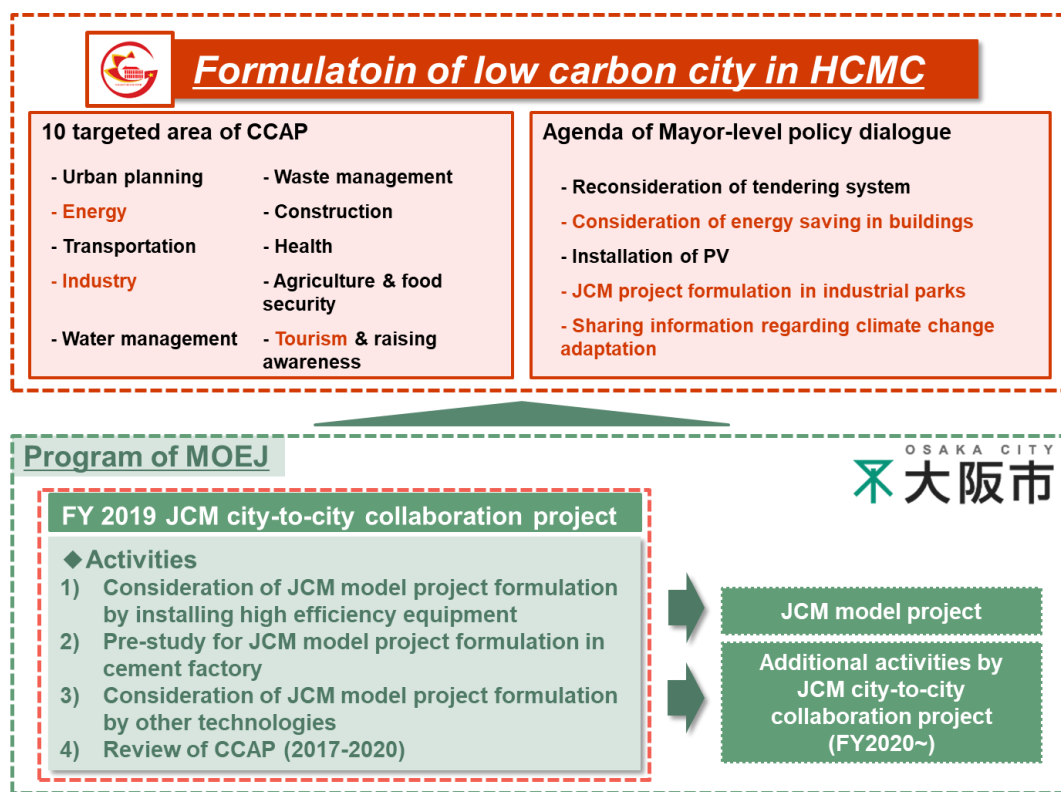 Formulatoin of low carbon city in HCMC
10 targeted area of CCAP
- Urban planning
- Waste management
- Energy
- Construction
- Transportation
- Health
- Industry
- Agriculture & food
security
- Water management
- Tourism & raising
awareness
Agenda of Mayor-level policy dialogue
- Reconsideration of tendering system
- Consideration of energy saving in buildings
- Installation of PV
- JCM project formulation in industrial parks
- Sharing information regarding climate change
adaptation
Program of MOEJ
OSAKA CITY
大阪市
FY 2019 JCM city-to-city collaboration project
◆Activities
1) Consideration of JCM model project formulation
by installing high efficiency equipment
2) Pre-study for JCM model project formulation in
cement factory
3) Consideration of JCM model project formulation
by other technologies
4) Review of CCAP (2017-2020)
JCM model project
Additional activities by
JCM city-to-city
collaboration project
(FY2020~)